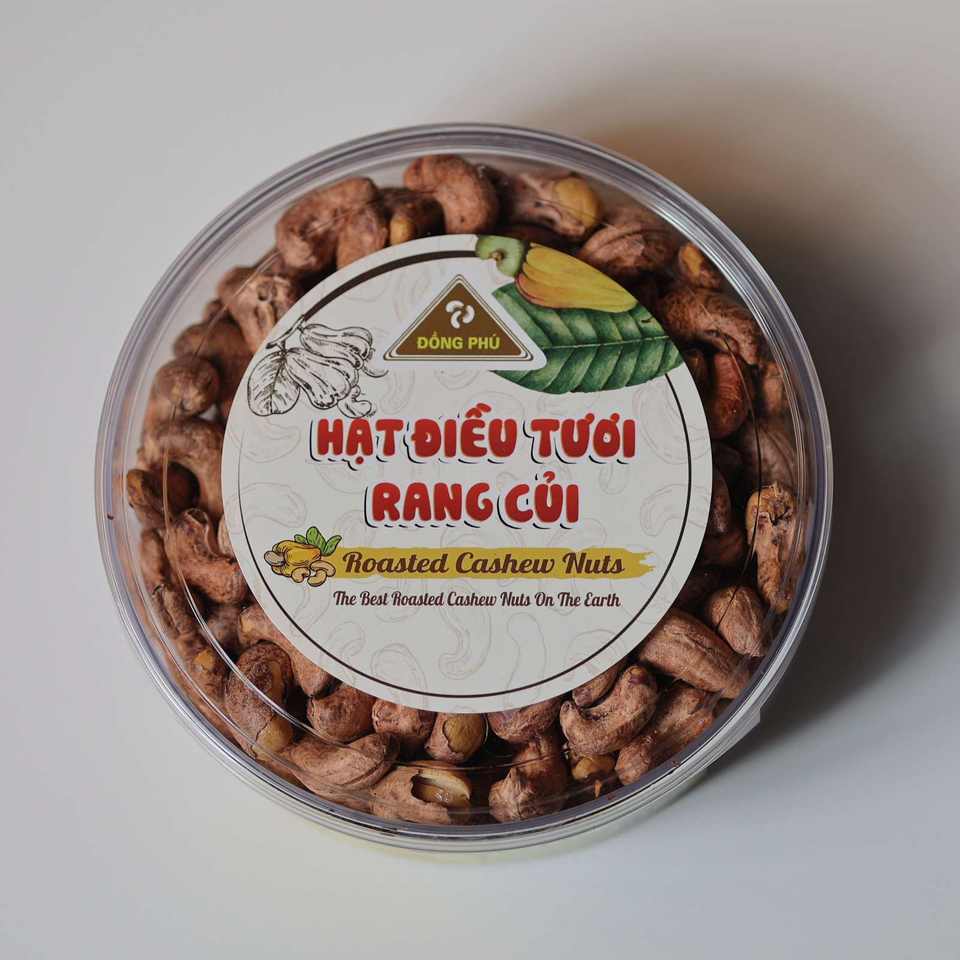 ĐỒNG PHÚ
HẠT ĐIỀU TƯƠI
RANG CỦI
Roasted Cashew Nuts
The Best Roasted Cashew Nuts On The Earth